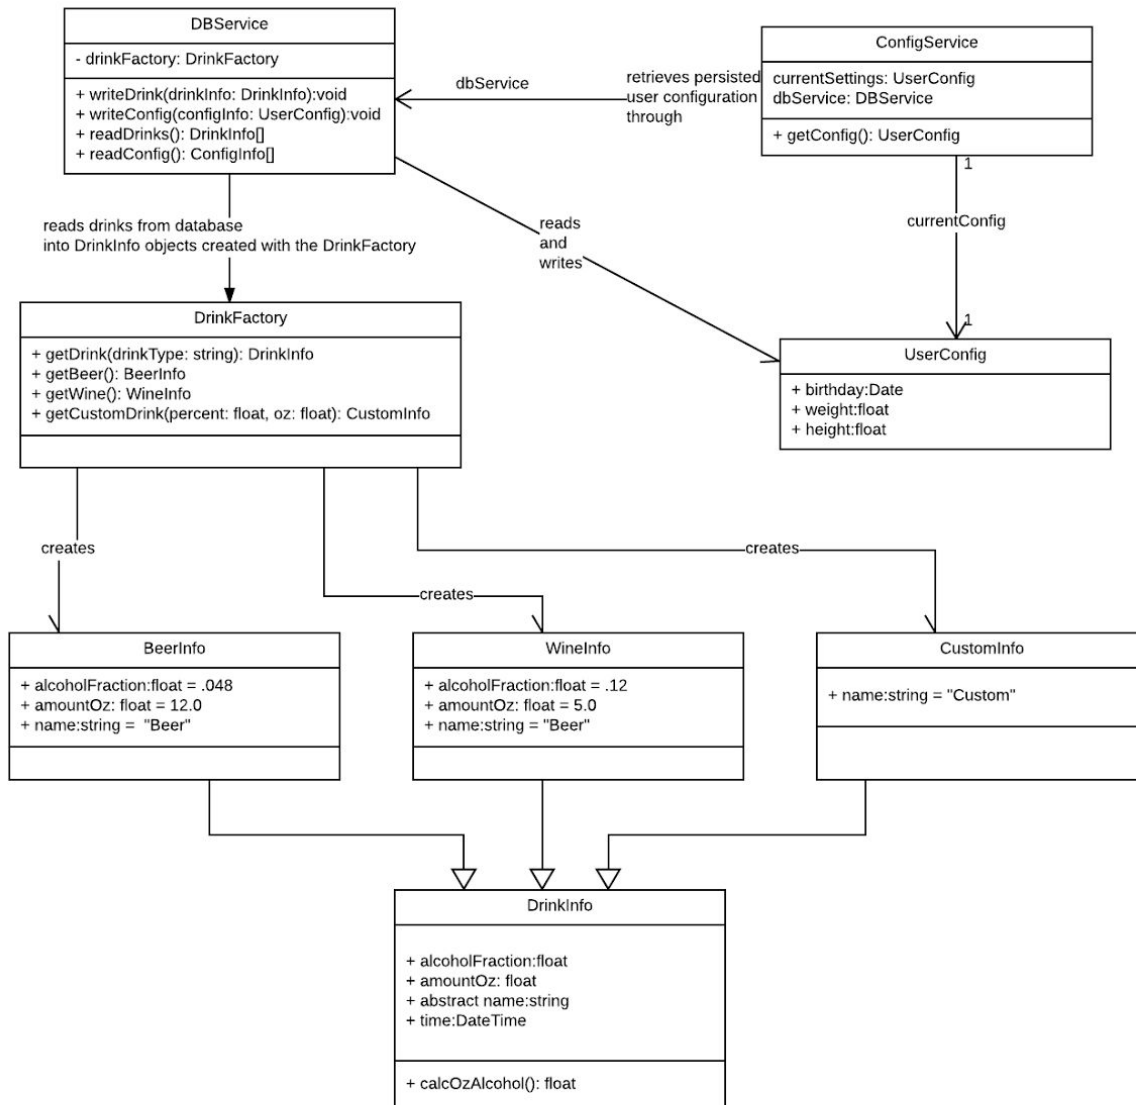 DBService
- drinkFactory: DrinkFactory
+ writeDrink(drinkInfo: DrinkInfo):void
+ writeConfig(configInfo: UserConfig):void
+ readDrinks(): DrinkInfo[]
+ readConfig(): ConfigInfo[]
dbService
retrieves persisted
user configuration
through
ConfigService
currentSettings: UserConfig
dbService: DBService
+ getConfig(): UserConfig
1
currentConfig
1
reads drinks from database
into DrinkInfo objects created with the DrinkFactory
reads
and
writes
DrinkFactory
+ getDrink(drinkType: string): DrinkInfo
+ getBeer(): BeerInfo
+ getWine(): WineInfo
+ getCustomDrink(percent: float, oz: float): CustomInfo
UserConfig
+ birthday:Date
+ weight:float
+ height:float
creates
creates
creates
BeerInfo
+ alcoholFraction:float = .048
+ amountOz: float = 12.0
+ name:string =  "Beer"
WineInfo
+ alcoholFraction:float = .12
+ amountOz: float = 5.0
+ name:string = "Beer"
CustomInfo
+ name:string = "Custom"
DrinkInfo
+ alcoholFraction:float
+ amountOz: float
+ abstract name:string
+ time:DateTime
+ calcOzAlcohol(): float